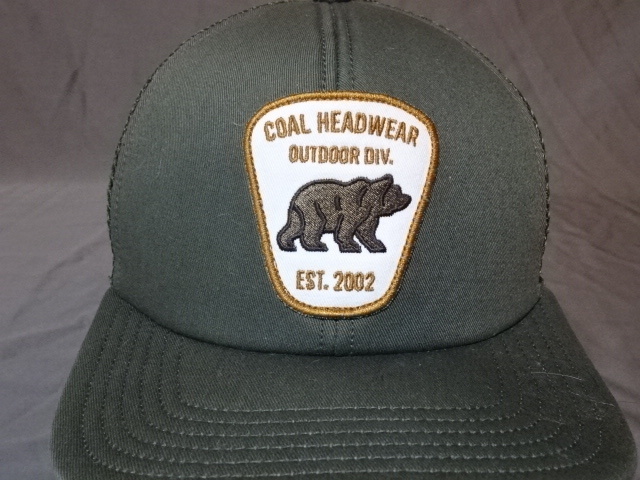 COAL HEADWEAR
OUTDOOR DIV.
EST. 2002